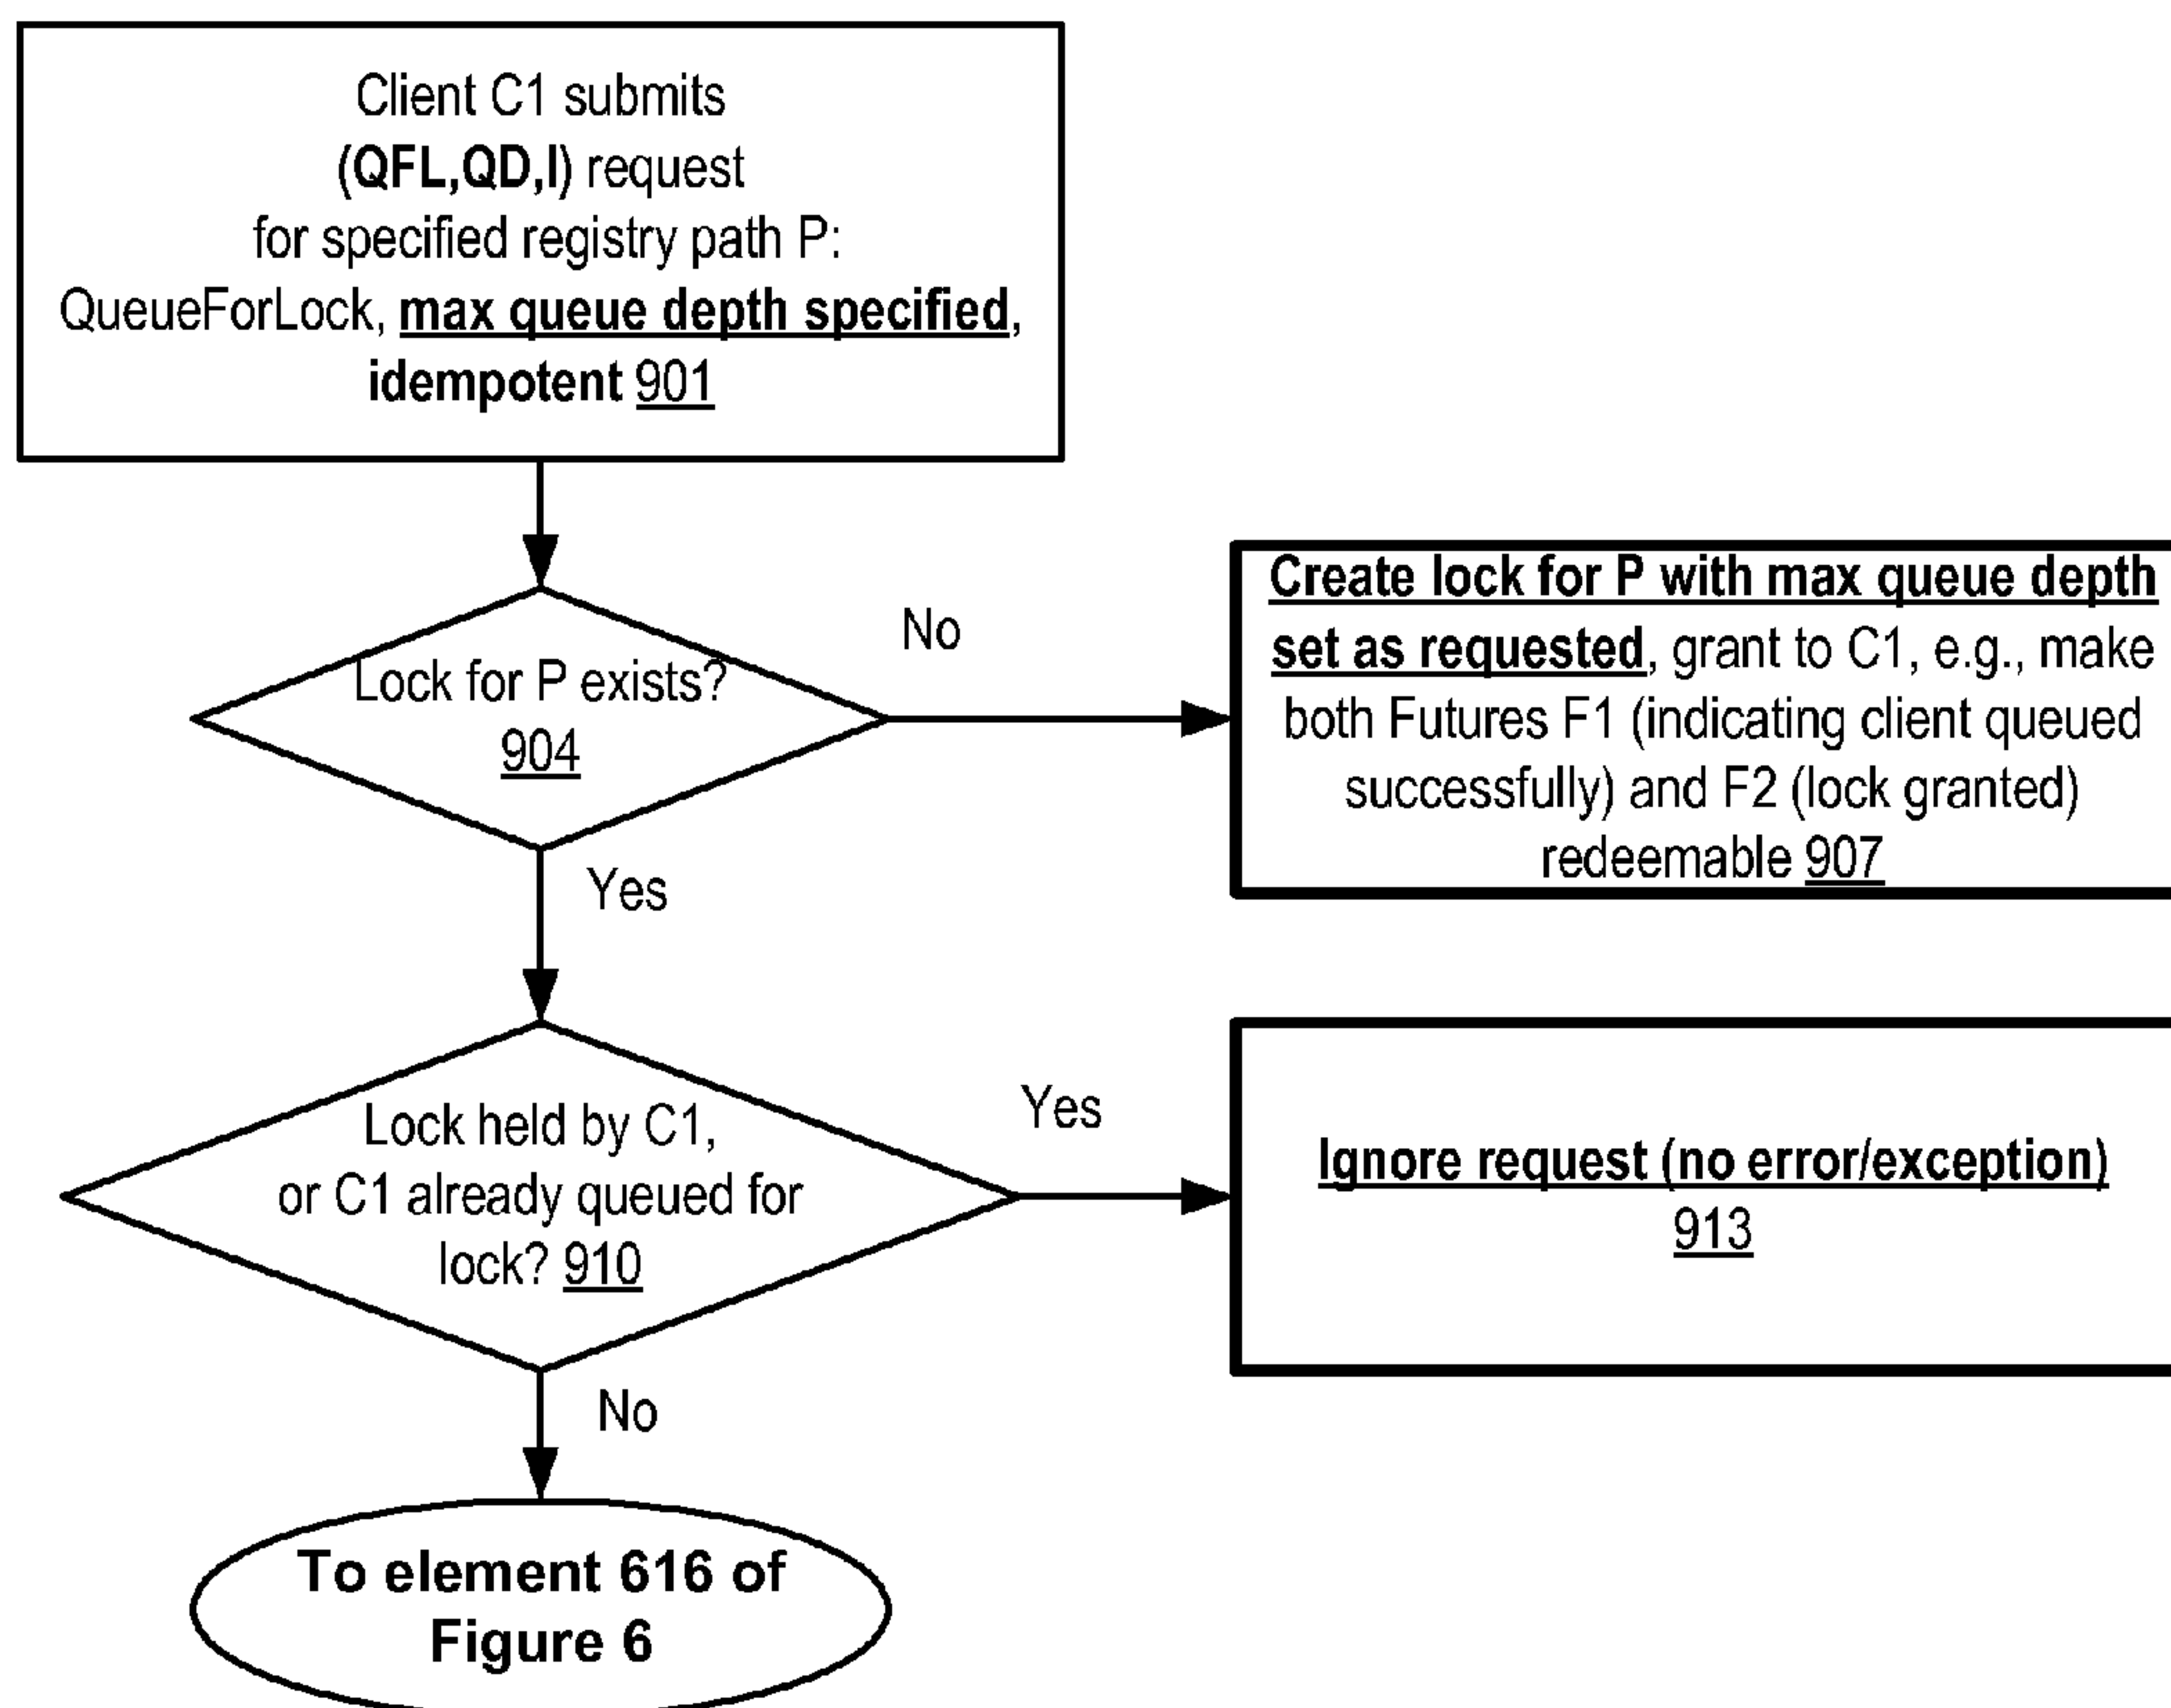 Client C1 submits
(QFL,QD,I) request
for specified registry path P:
QueueForLock, max queue depth specified,
idempotent 901
Lock for P exists?
904
No
Create lock for P with max queue depth
set as requested, grant to C1, e.g., make
both Futures F1 (indicating client queued
successfully) and F2 (lock granted)
redeemable 907
Yes
Lock held by C1,
or C1 already queued for
lock? 910
Yes
Ignore request (no error/exception)
913
No
To element 616 of
Figure 6